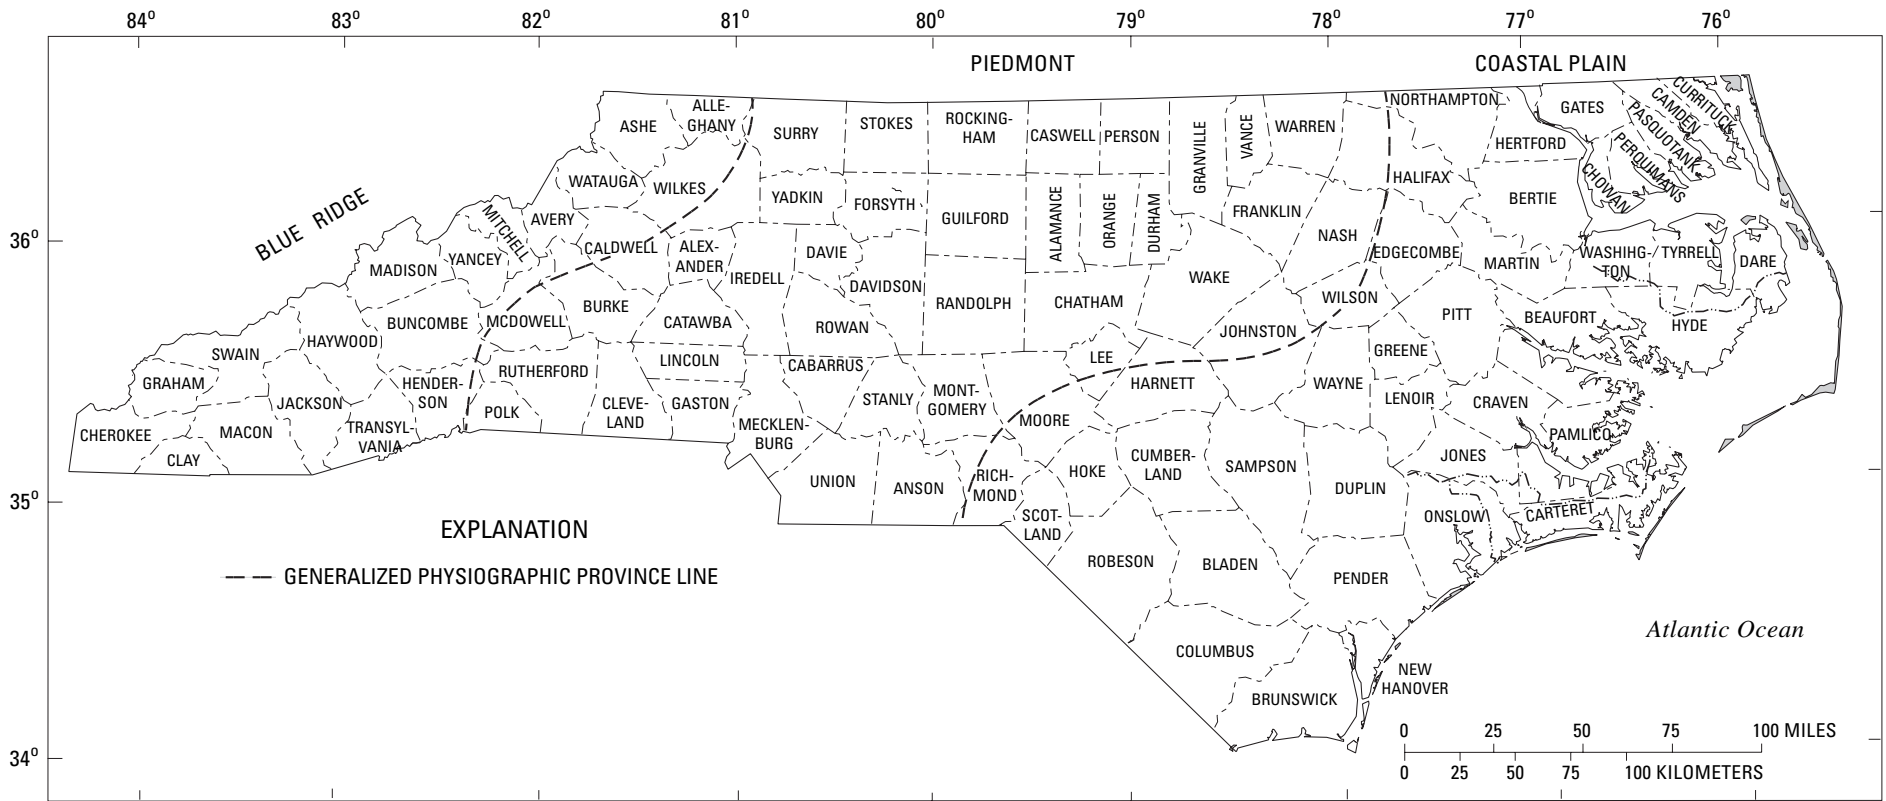 84° 83° 82° 81° 80° 79° 78° 77° 76°
PIEDMONT
COASTAL PLAIN
BLUE RIDGE
36°
35°
34°
ASHE
ALLE-
GHANY
SURRY
STOKES
ROCKING-
HAM
CASWELL
PERSON
GRANVILLE
VANCE
WARREN
NORTHAMPTON
GATES
CURRITUCK
CAMDEN
PASQUOTANK
PERQUIMANS
CHOWAN
HERTFORD
HALIFAX
BERTIE
WATAUGA
WILKES
YADKIN
FORSYTH
GUILFORD
ALAMANCE
ORANGE
DURHAM
FRANKLIN
NASH
EDGECOMBE
MARTIN
WASHIHG-
TON
TYRRELL
DARE
MITCHELL
AVERY
CALDWELL
ALEX-
ANDER
IREDELL
DAVIE
DAVIDSON
RANDOLPH
CHATHAM
WAKE
WILSON
PITT
BEAUFORT
HYDE
MADISON
YANCEY
BURKE
CATAWBA
ROWAN
JOHNSTON
GREENE
HAYWOOD
BUNCOMBE
MCDOWELL
LINCOLN
CABARRUS
LEE
HARNETT
WAYNE
LENOIR
CRAVEN
SWAIN
GRAHAM
RUTHERFORD
HENDER-
SON
POLK
CLEVE-
LAND
GASTON
MECKLEN-
BURG
STANLY
MONT-
GOMERY
MOORE
PAMLICO
JACKSON
TRANSYL-
VANIA
CHEROKEE
MACON
CLAY
UNION
ANSON
RICH-
MOND
HOKE
CUMBER-
LAND
SAMPSON
DUPLIN
JONES
SCOT-
LAND
ONSLOW
CARTERET
ROBESON
BLADEN
PENDER
COLUMBUS
BRUNSWICK
NEW
HANOVER
EXPLANATION
GENERALIZED PHYSIOGRAPHIC PROVINCE LINE
Atlantic Ocean
0 25 50 75 100 MILES
0 25 50 75 100 KILOMETERS